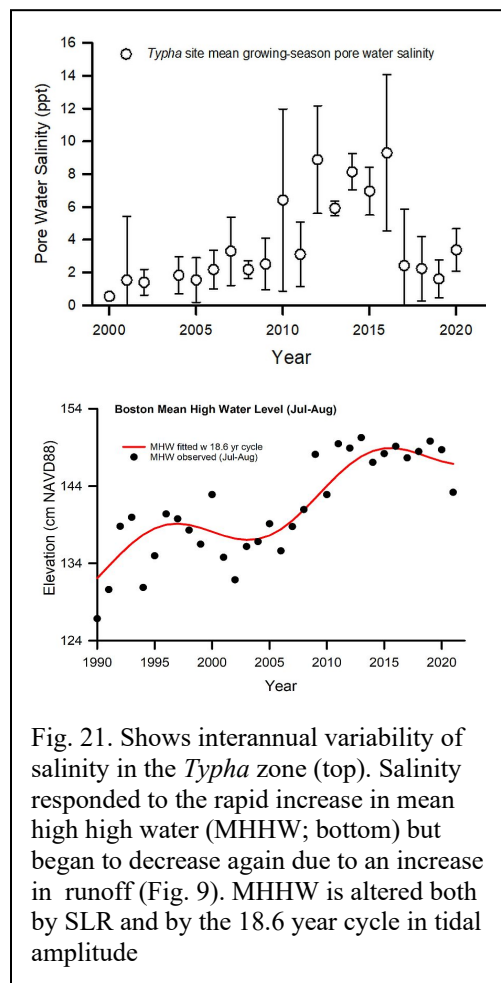 Typha site mean growing-season pore water salinity
Pore Water Salinity (ppt)
16
14
12
10
8
6
4
2
0
2000 2005 2010 2015 2020
Year
Boston Mean High Water Level (Jul-Aug)
MHW fitted w 18.6 yr cycle
MHW observed (Jul-Aug)
Elevation (cm NAVD88)
154
144
134
124
1990 1995 2000 2005 2010 2015 2020
Year
Fig. 21. Shows interannual variability of
salinity in the Typha zone (top). Salinity
responded to the rapid increase in mean
high high water (MHHW; bottom) but
began to decrease again due to an increase
in runoff (Fig. 9). MHHW is altered both
by SLR and by the 18.6 year cycle in tidal
amplitude